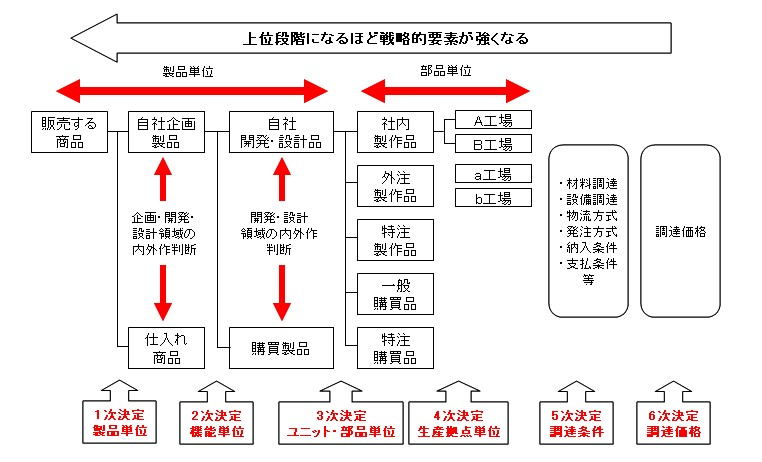 上位段階になるほど戦略的要素が強くなる
製品単位
部品単位
販売する
商品
自社企画
製品
自社
開発・設計品
社内
製作品
A工場
B工場
外注
製作品
a工場
b工場
特注
製作品
一般
購買品
特注
購買品
企画・開発・
設計領域の
内外作判断
開発・設計
領域の内外作
判断
仕入れ
商品
購買製品
・材料調達
・設備調達
・物流方式
・発注方式
・納入条件
・支払条件
等
調達価格
1次決定
製品単位
2次決定
機能単位
3次決定
ユニット・部品単位
4次決定
生産拠点単位
5次決定
調達条件
6次決定
調達価格